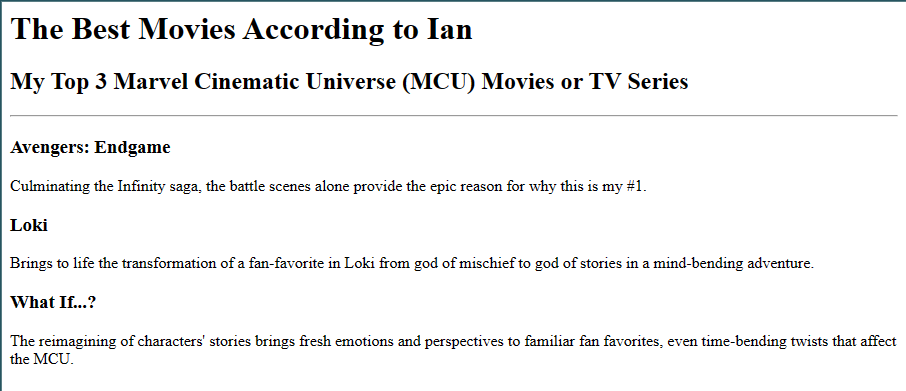 The Best Movies According to Ian
My Top 3 Marvel Cinematic Universe (MCU) Movies or TV Series
Avengers: Endgame
Culminating the Infinity saga, the battle scenes alone provide the epic reason for why this is my #1.
Loki
Brings to life the transformation of a fan-favorite in Loki from god of mischief to god of stories in a mind-bending adventure.
What If...?
The reimagining of characters' stories brings fresh emotions and perspectives to familiar fan favorites, even time-bending twists that affect
the MCU.